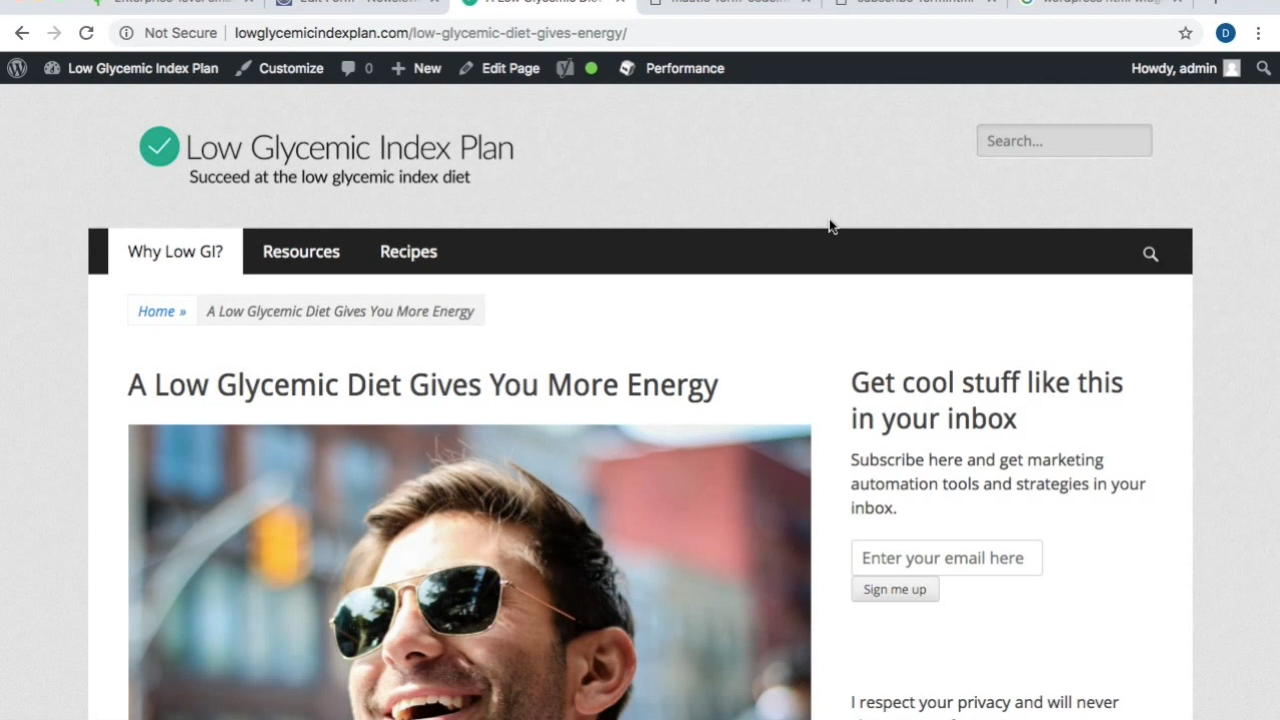 Not Secure lowglycemicindexplan.com/low-glycemic-diet-gives-energy/ D
Low Glycemic Index Plan Customize 0 New Edit Page Performance Howdy, admin
Low Glycemic Index Plan
Succeed at the low glycemic index diet
Search...
Why Low GI? Resources Recipes
Home » A Low Glycemic Diet Gives You More Energy
A Low Glycemic Diet Gives You More Energy
Get cool stuff like this
in your inbox
Subscribe here and get marketing
automation tools and strategies in your
inbox.
Enter your email here
Sign me up
I respect your privacy and will never